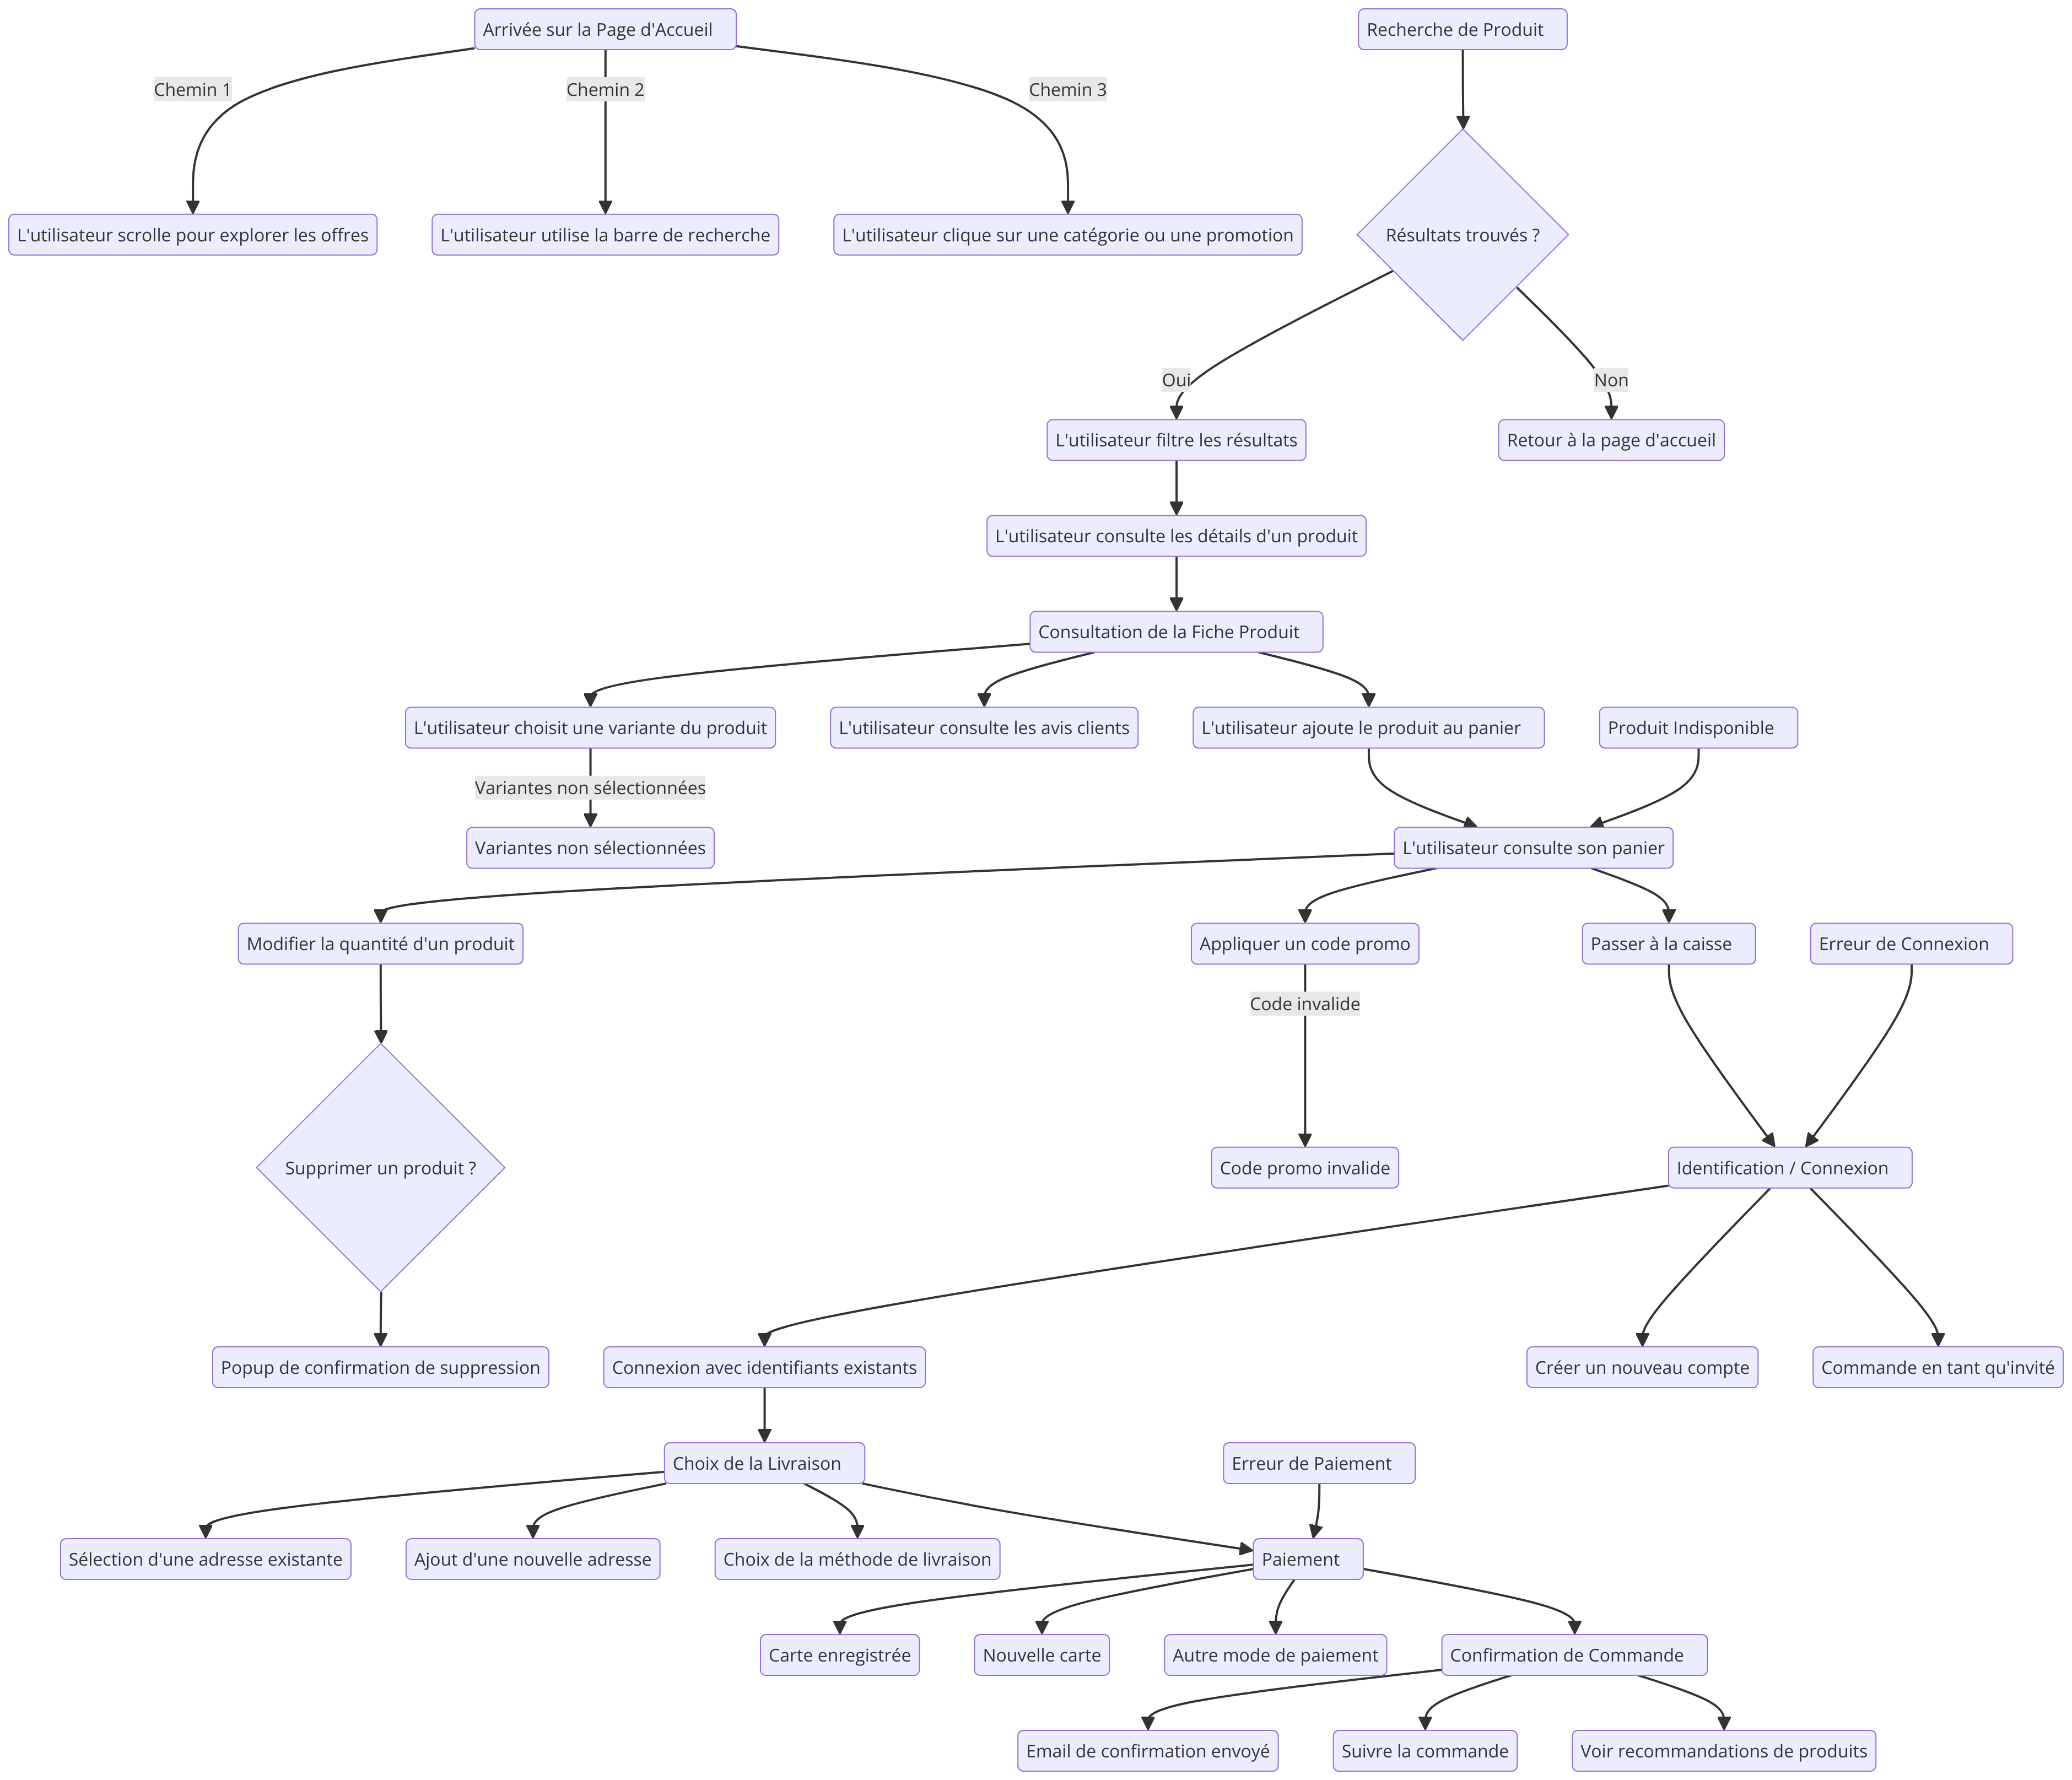 Arrivée sur la Page d'Accueil
Recherche de Produit
Chemin 1
Chemin 2
Chemin 3
L'utilisateur scrolle pour explorer les offres
L'utilisateur utilise la barre de recherche
L'utilisateur clique sur une catégorie ou une promotion
Résultats trouvés ?
Oui
Non
L'utilisateur filtre les résultats
Retour à la page d'accueil
L'utilisateur consulte les détails d'un produit
Consultation de la Fiche Produit
L'utilisateur choisit une variante du produit
L'utilisateur consulte les avis clients
L'utilisateur ajoute le produit au panier
Produit Indisponible
Variantes non sélectionnées
Variantes non sélectionnées
L'utilisateur consulte son panier
Modifier la quantité d'un produit
Appliquer un code promo
Passer à la caisse
Erreur de Connexion
Code invalide
Supprimer un produit ?
Code promo invalide
Identification / Connexion
Popup de confirmation de suppression
Connexion avec identifiants existants
Créer un nouveau compte
Commande en tant qu'invité
Choix de la Livraison
Erreur de Paiement
Sélection d'une adresse existante
Ajout d'une nouvelle adresse
Choix de la méthode de livraison
Paiement
Carte enregistrée
Nouvelle carte
Autre mode de paiement
Confirmation de Commande
Email de confirmation envoyé
Suivre la commande
Voir recommandations de produits